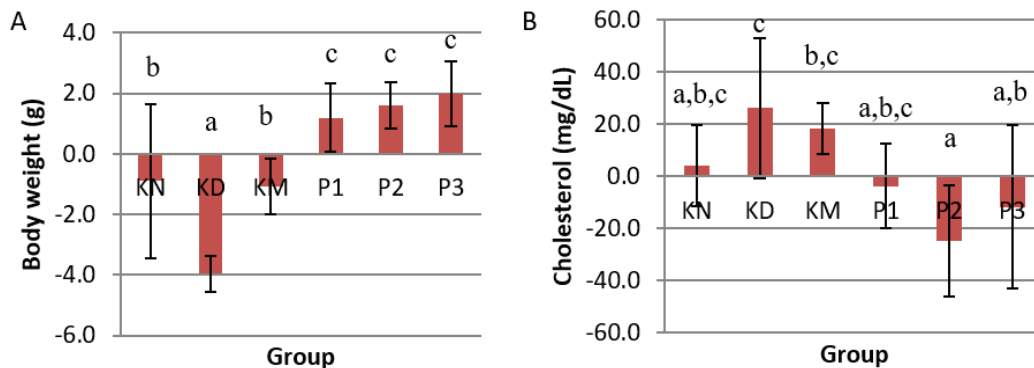 A
Body weight (g)
4.0
2.0
0.0
-2.0
-4.0
-6.0
b
a
b
c
c
c
KN KD KM P1 P2 P3
Group
B
Cholesterol (mg/dL)
60.0
40.0
20.0
0.0
-20.0
-40.0
-60.0
a,b,c
c
b,c
a,b,c
a
a,b
KN KD KM P1 P2 P3
Group